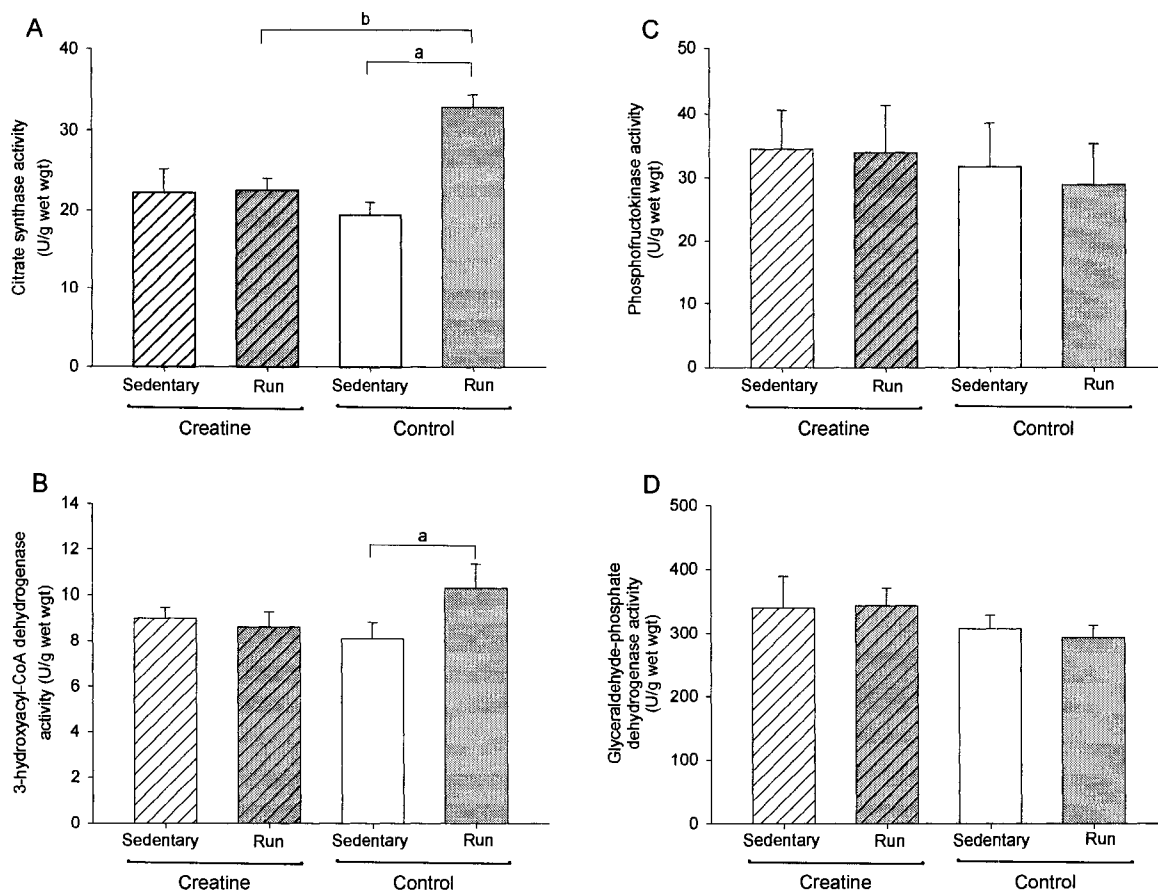 A
b
a
40
30
20
10
0
Citrate synthase activity
(U/g wet wgt)
Sedentary Run Sedentary Run
Creatine Control
C
50
40
30
30
10
0
Phosphofructokinase activity
(U/g wet wgt)
Sedentary Run Sedentary Run
Creatine Control
B
a
14
12
10
8
6
4
2
0
3-hydroxyacyl-CoA dehydrogenase
activity (U/g wet wgt)
Sedentary Run Sedentary Run
Creatine Control
D
500
400
300
200
100
0
Glyceraldehyde-phosphate
dehydrogenase activity
(U/g wet wgt)
Sedentary Run Sedentary Run
Creatine Control